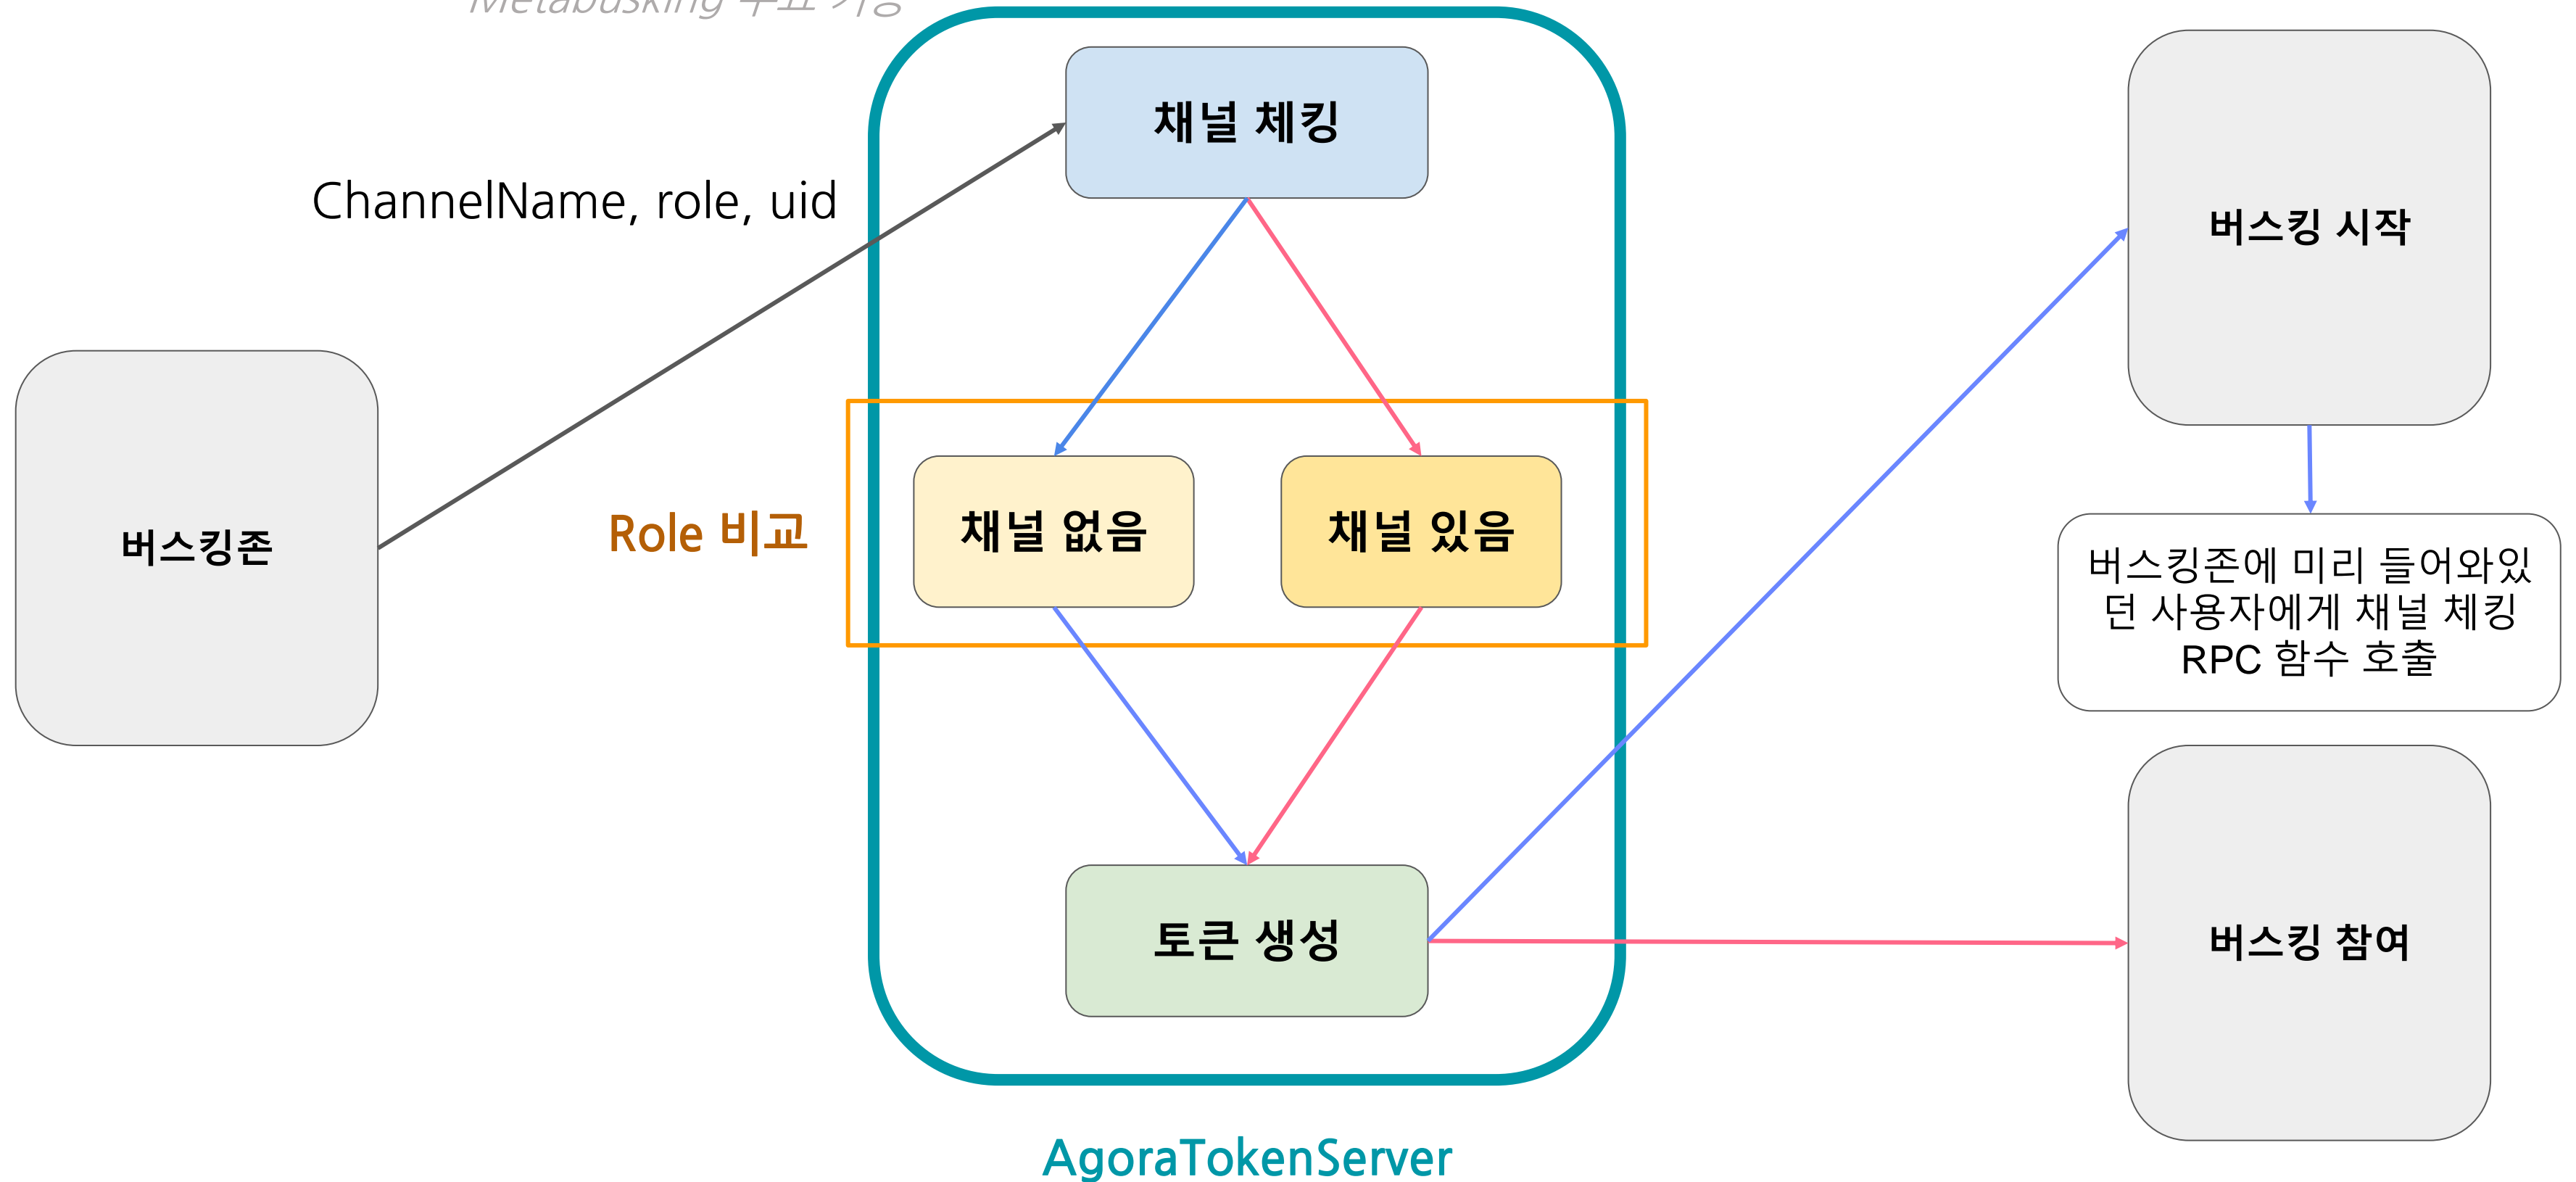 Metabusking
채널 체킹
ChannelName, role, uid
버스킹 시작
버스킹존
Role 비교
채널 없음
채널 있음
버스킹존에 미리 들어와있
던 사용자에게 채널 체킹
RPC 함수 호출
토큰 생성
버스킹 참여
AgoraTokenServer